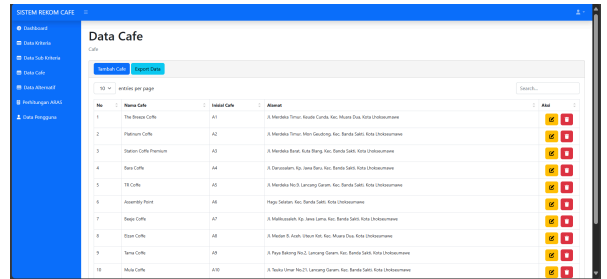 SISTEM REKOM CAFE
Dashboard
Data Kriteria
Data Sub Kriteria
Data Cafe
Data Alternatif
Perhitungan ARAS
Data Pengguna
Data Cafe
Cafe
Tambah Cafe Export Data
10 entries per page Search...
No Nama Cafe Inisial Cafe Alamat Aksi
1 The Breeze Coffe A1 Jl. Merdeka Timur, Keude Cunda, Kec. Muara Dua, Kota Lhokseumawe
2 Platinum Coffe A2 Jl. Merdeka Timur, Mon Geudong, Kec. Banda Sakti, Kota Lhokseumawe
3 Station Coffe Premium A3 Jl. Merdeka Barat, Kuta Blang, Kec. Banda Sakti, Kota Lhokseumawe
4 Bara Coffe A4 Jl. Darussalam, Kp. Jawa Baru, Kec. Banda Sakti, Kota Lhokseumawe
5 TR Coffe A5 Jl. Merdeka No.9, Lancang Garam, Kec. Banda Sakti, Kota Lhokseumawe
6 Assembly Point A6 Hagu Selatan, Kec. Banda Sakti, Kota Lhokseumawe
7 Beeje Coffe A7 Jl. Malikussaleh, Kp. Jawa Lama, Kec. Banda Sakti, Kota Lhokseumawe
8 Elzan Coffe A8 Jl. Medan B. Aceh, Uteun Kot, Kec. Muara Dua, Kota Lhokseumawe
9 Tama Coffe A9 Jl. Paya Bakong No.2, Lancang Garam, Kec. Banda Sakti, Kota Lhokseumawe
10 Mula Coffe A10 Jl. Teuku Umar No.21, Lancang Garam, Kec. Banda Sakti, Kota Lhokseumawe